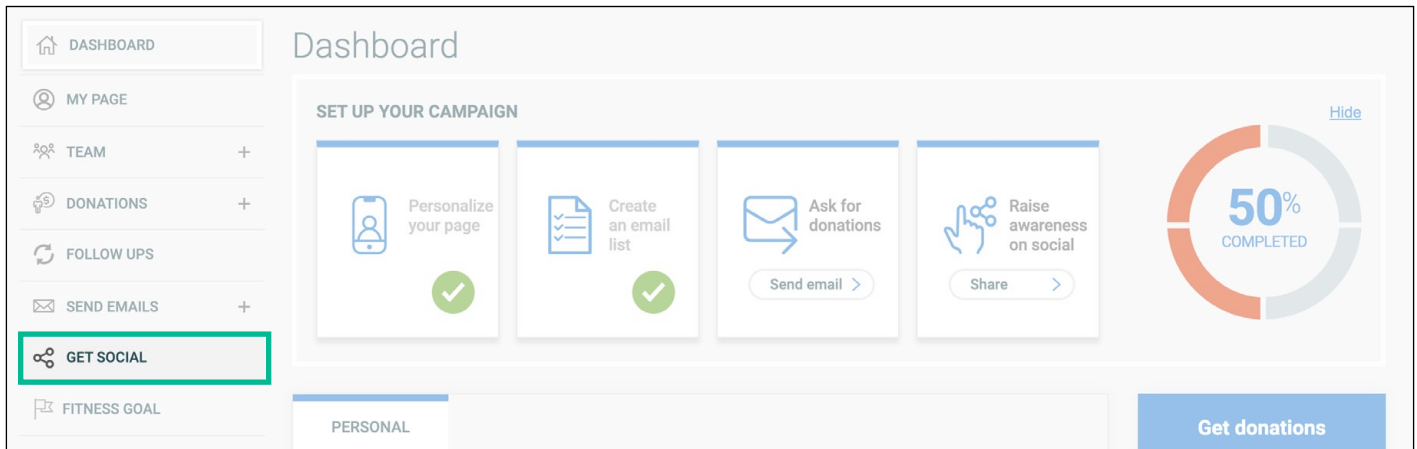 DASHBOARD
MY PAGE
TEAM +
DONATIONS +
FOLLOW UPS
SEND EMAILS +
GET SOCIAL
FITNESS GOAL
Dashboard
SET UP YOUR CAMPAIGN
Hide
Personalize
your page
Create
an email
list
Ask for
donations
Send email >
Raise
awareness
on social
Share >
50%
COMPLETED
PERSONAL
Get donations